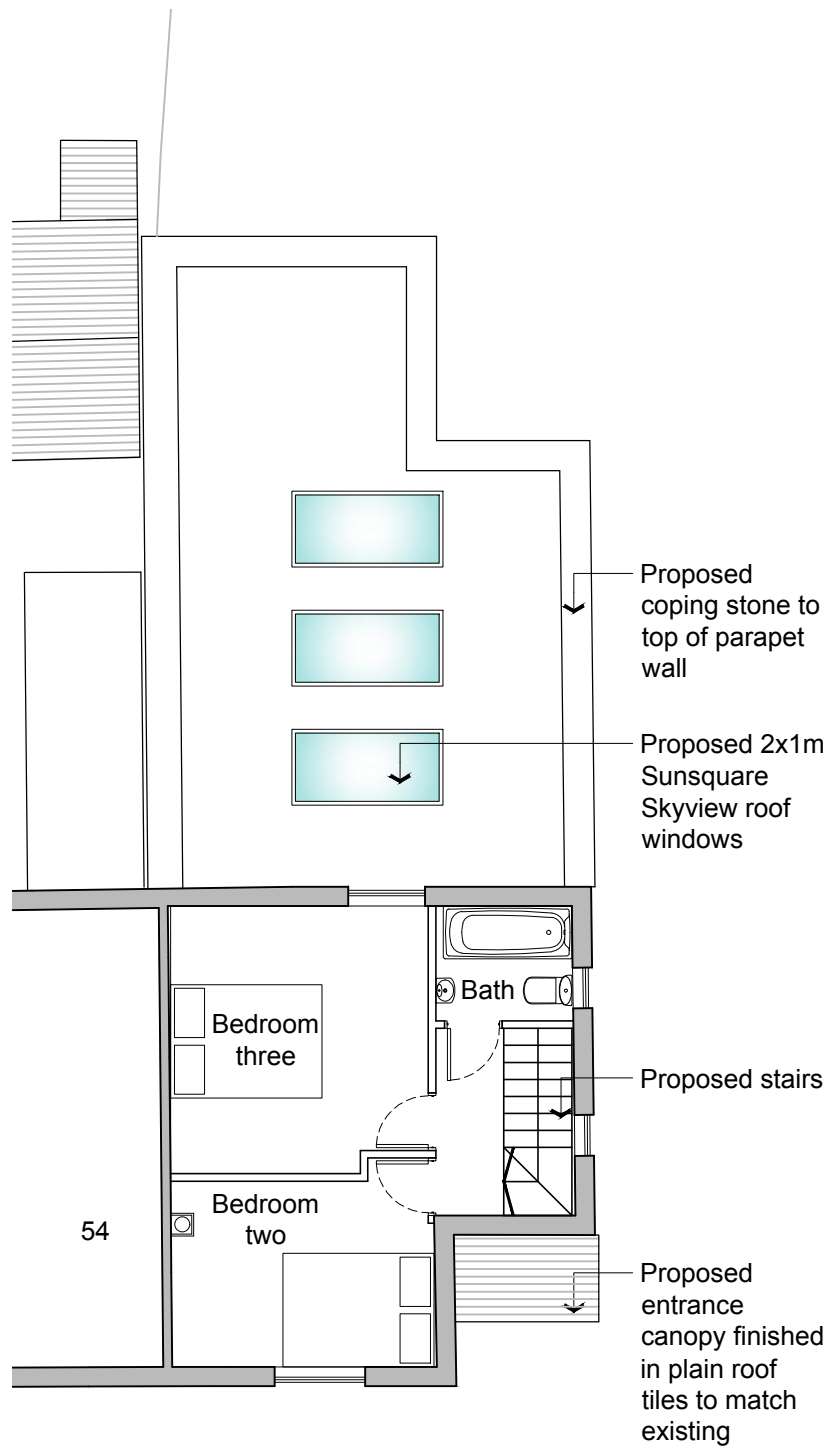 Proposed
coping stone to
top of parapet
wall
Proposed 2x1m
Sunsquare
Skyview roof
windows
Bath
Bedroom
three
Proposed stairs
Bedroom
two
54
Proposed
entrance
canopy finished
in plain roof
tiles to match
existing